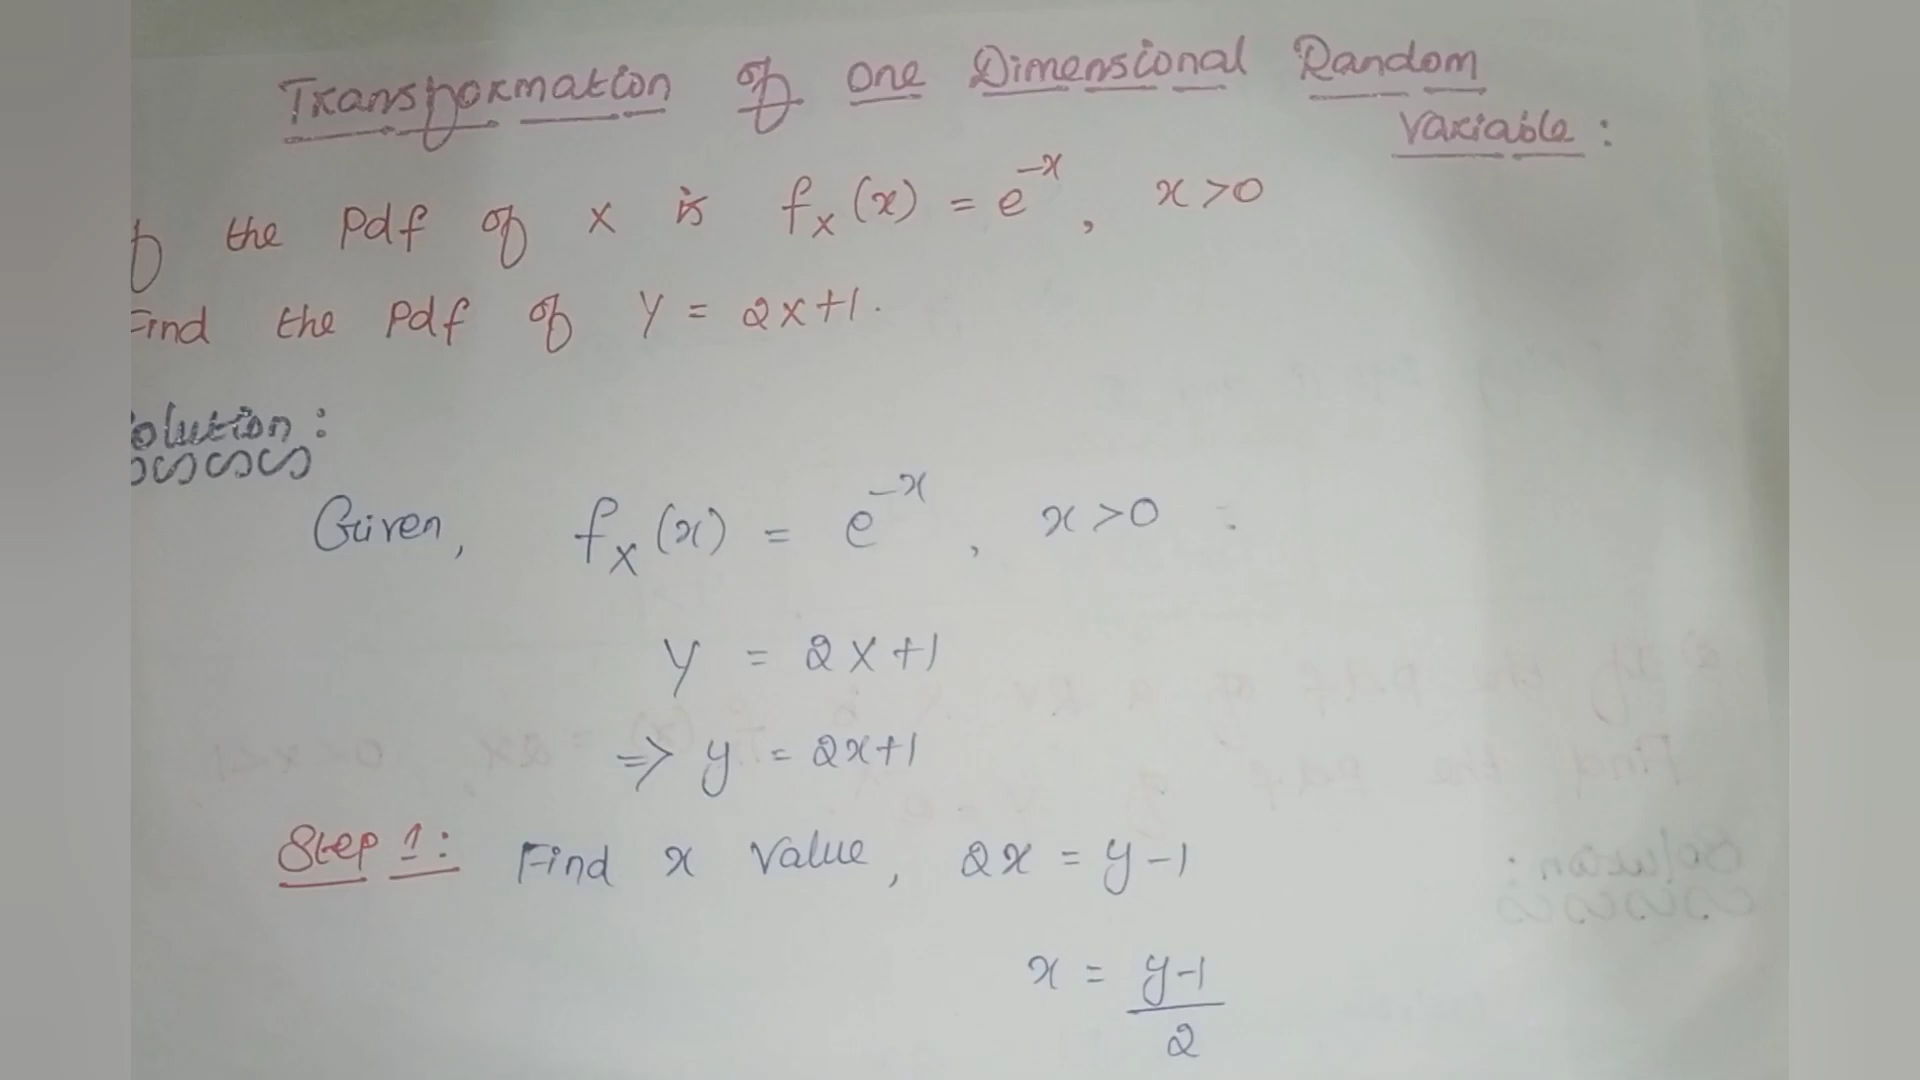 Transformation of One Dimensional Random
Variable:
the Pdf of X is fₓ(x) = e⁻ˣ, x>0
Find the Pdf of Y = 2X+1.
olution:
Given, fₓ(x) = e⁻ˣ, x>0
Y = 2X+1
⇒ y = 2x+1
Step 1: Find x Value, 2x = y-1
x = y-1
2